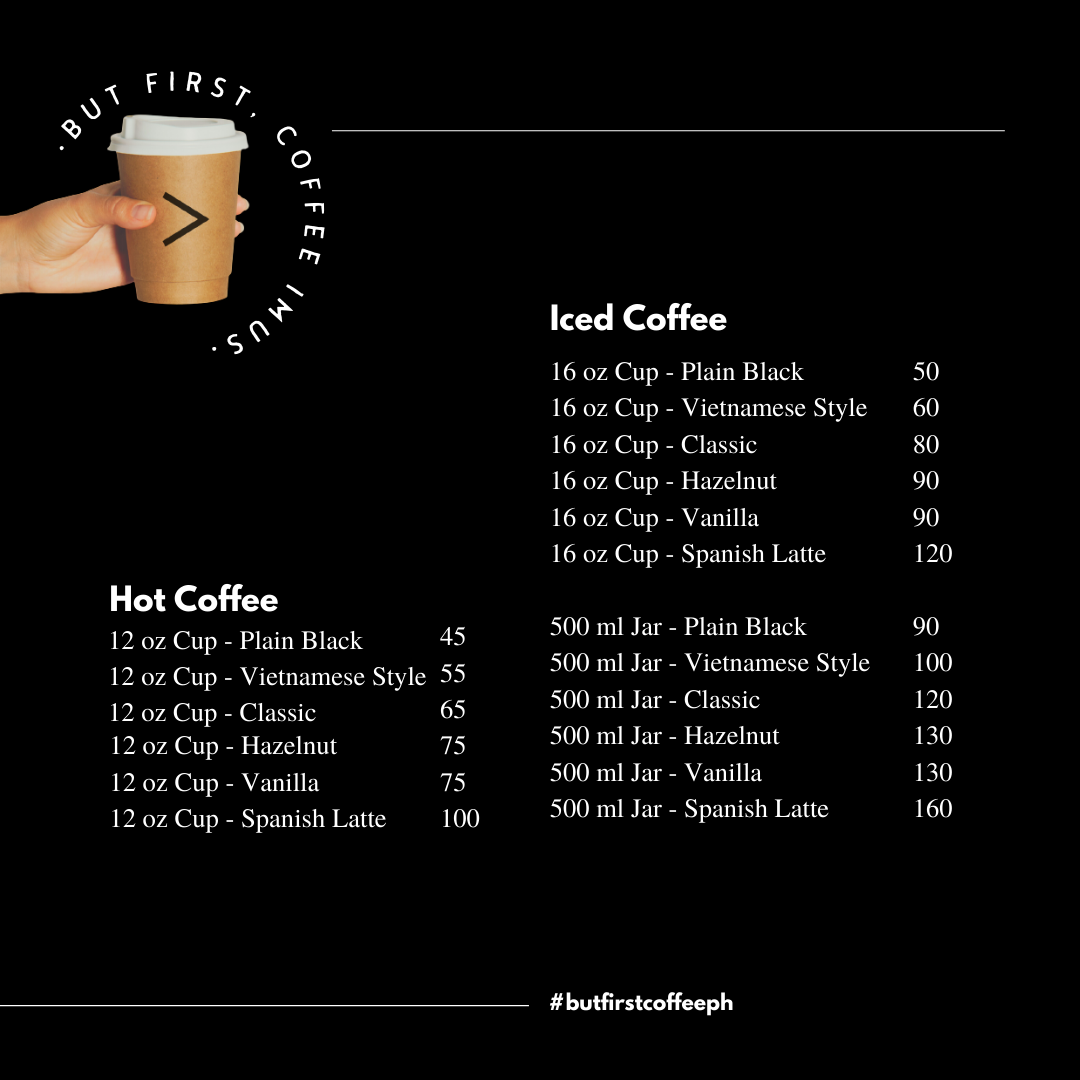 .BUT FIRST, COFFEE IMUS.
>
Iced Coffee
16 oz Cup - Plain Black 50
16 oz Cup - Vietnamese Style 60
16 oz Cup - Classic 80
16 oz Cup - Hazelnut 90
16 oz Cup - Vanilla 90
16 oz Cup - Spanish Latte 120
500 ml Jar - Plain Black 90
500 ml Jar - Vietnamese Style 100
500 ml Jar - Classic 120
500 ml Jar - Hazelnut 130
500 ml Jar - Vanilla 130
500 ml Jar - Spanish Latte 160
Hot Coffee
12 oz Cup - Plain Black 45
12 oz Cup - Vietnamese Style 55
12 oz Cup - Classic 65
12 oz Cup - Hazelnut 75
12 oz Cup - Vanilla 75
12 oz Cup - Spanish Latte 100
#butfirstcoffeeph